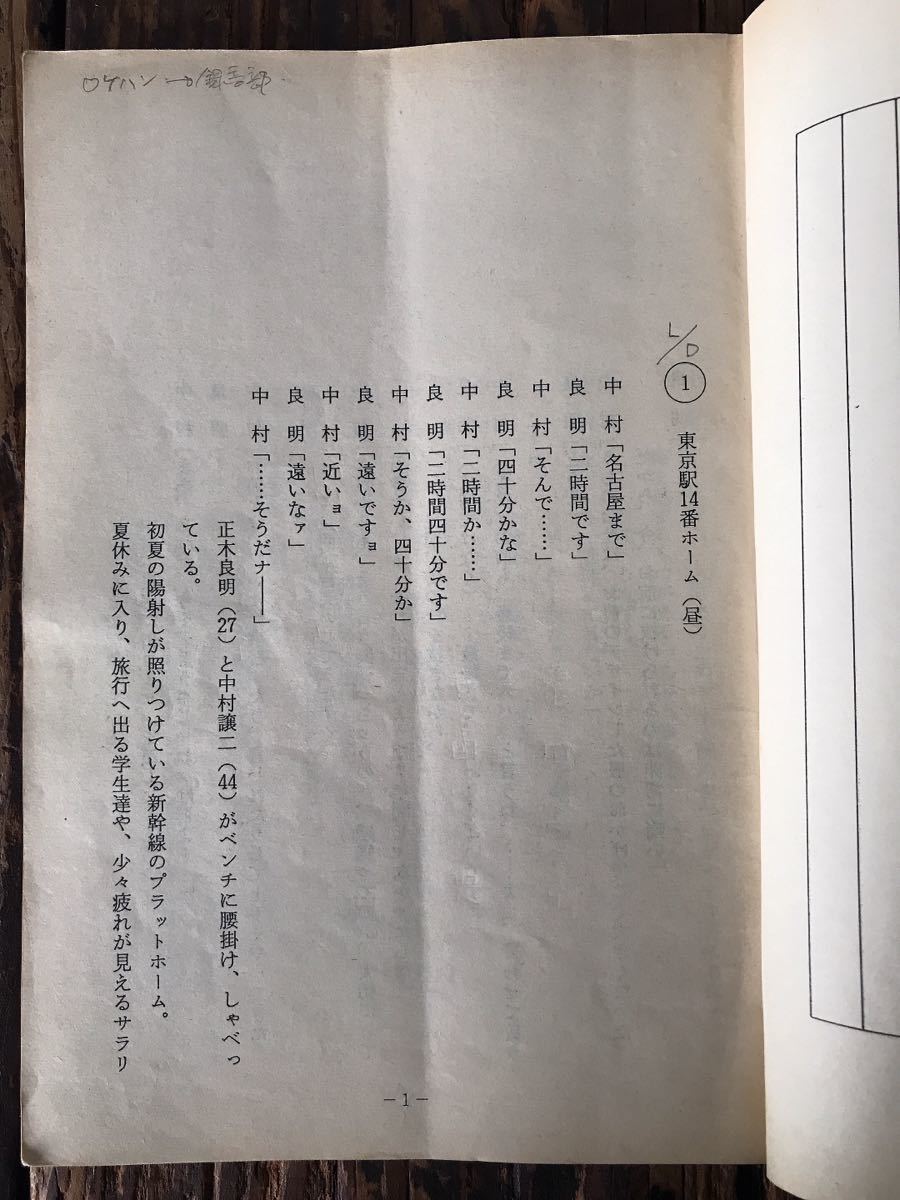 ロケハン→録音部
L/D
① 東京駅14番ホーム（昼）
中　村「名古屋まで」
良　明「二時間です」
中　村「そんで……」
良　明「四十分かな」
中　村「二時間か……」
良　明「二時間四十分です」
中　村「そうか、四十分か」
良　明「遠いですョ」
中　村「近いョ」
良　明「遠いなァ」
中　村「……そうだナ――」
正木良明（27）と中村譲二（44）がベンチに腰掛け、しゃべっ
ている。
初夏の陽射しが照りつけている新幹線のプラットホーム。
夏休みに入り、旅行へ出る学生達や、少々疲れが見えるサラリ
－1－